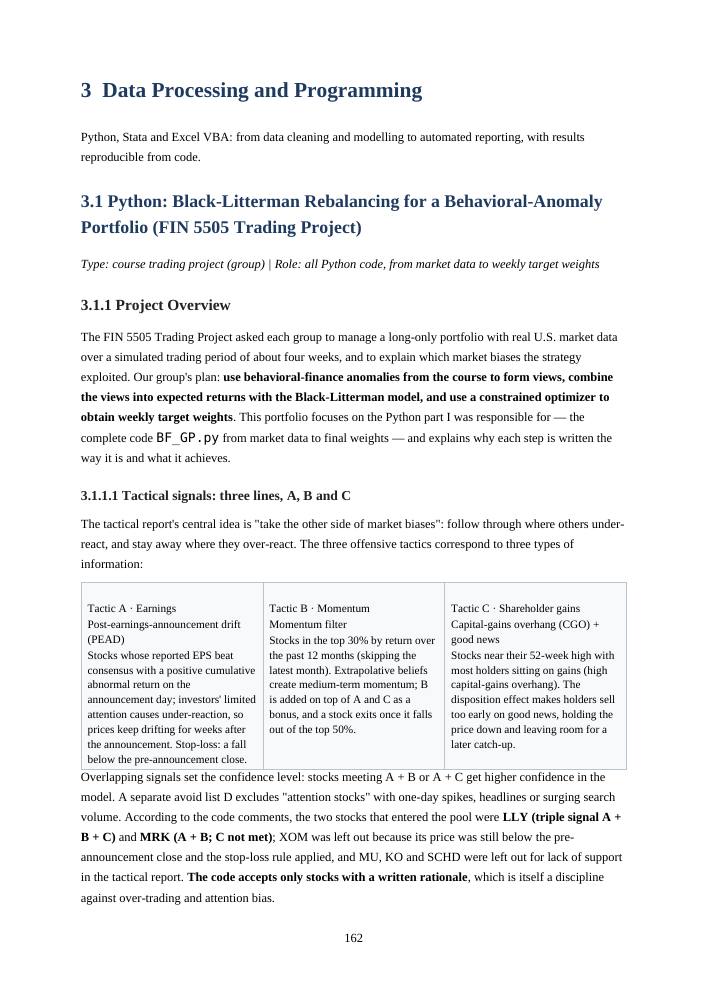 3 Data Processing and Programming
Python, Stata and Excel VBA: from data cleaning and modelling to automated reporting, with results
reproducible from code.
3.1 Python: Black-Litterman Rebalancing for a Behavioral-Anomaly
Portfolio (FIN 5505 Trading Project)
Type: course trading project (group) | Role: all Python code, from market data to weekly target weights
3.1.1 Project Overview
The FIN 5505 Trading Project asked each group to manage a long-only portfolio with real U.S. market data
over a simulated trading period of about four weeks, and to explain which market biases the strategy
exploited. Our group's plan: use behavioral-finance anomalies from the course to form views, combine
the views into expected returns with the Black-Litterman model, and use a constrained optimizer to
obtain weekly target weights. This portfolio focuses on the Python part I was responsible for — the
complete code BF_GP.py from market data to final weights — and explains why each step is written the
way it is and what it achieves.
3.1.1.1 Tactical signals: three lines, A, B and C
The tactical report's central idea is "take the other side of market biases": follow through where others under-
react, and stay away where they over-react. The three offensive tactics correspond to three types of
information:
Tactic A · Earnings
Post-earnings-announcement drift
(PEAD)
Stocks whose reported EPS beat
consensus with a positive cumulative
abnormal return on the
announcement day; investors' limited
attention causes under-reaction, so
prices keep drifting for weeks after
the announcement. Stop-loss: a fall
below the pre-announcement close.
Tactic B · Momentum
Momentum filter
Stocks in the top 30% by return over
the past 12 months (skipping the
latest month). Extrapolative beliefs
create medium-term momentum; B
is added on top of A and C as a
bonus, and a stock exits once it falls
out of the top 50%.
Tactic C · Shareholder gains
Capital-gains overhang (CGO) +
good news
Stocks near their 52-week high with
most holders sitting on gains (high
capital-gains overhang). The
disposition effect makes holders sell
too early on good news, holding the
price down and leaving room for a
later catch-up.
Overlapping signals set the confidence level: stocks meeting A + B or A + C get higher confidence in the
model. A separate avoid list D excludes "attention stocks" with one-day spikes, headlines or surging search
volume. According to the code comments, the two stocks that entered the pool were LLY (triple signal A +
B + C) and MRK (A + B; C not met); XOM was left out because its price was still below the pre-
announcement close and the stop-loss rule applied, and MU, KO and SCHD were left out for lack of support
in the tactical report. The code accepts only stocks with a written rationale, which is itself a discipline
against over-trading and attention bias.
162